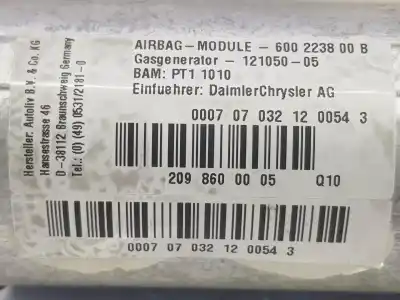 Hersteller: Autoliv B.V. & Co. KG
Hansestrasse 46
D-38112 Braunschweig Germany
Tel.: (0) (49) 0531/2181-0
AIRBAG-MODULE - 600 2238 00 B
Gasgenerator - 121050-05
BAM: PT1 1010
Einfuehrer: DaimlerChrysler AG
0007 07 032 12 0054 3
209 860 00 05 Q10
0007 07 032 12 0054 3